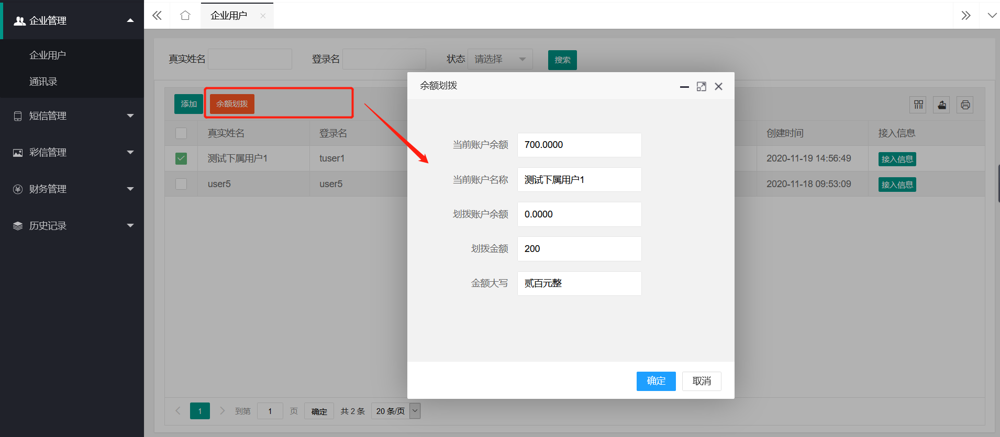 企业管理
企业用户
通讯录
短信管理
彩信管理
财务管理
历史记录
企业用户
真实姓名
登录名
状态 请选择
搜索
添加
余额划拨
真实姓名 登录名 创建时间 接入信息
测试下属用户1 tuser1 2020-11-19 14:56:49 接入信息
user5 user5 2020-11-18 09:53:09 接入信息
余额划拨
当前账户余额 700.0000
当前账户名称 测试下属用户1
划拨账户余额 0.0000
划拨金额 200
金额大写 贰百元整
确定 取消
1 到第 1 页 确定 共 2 条 20 条/页